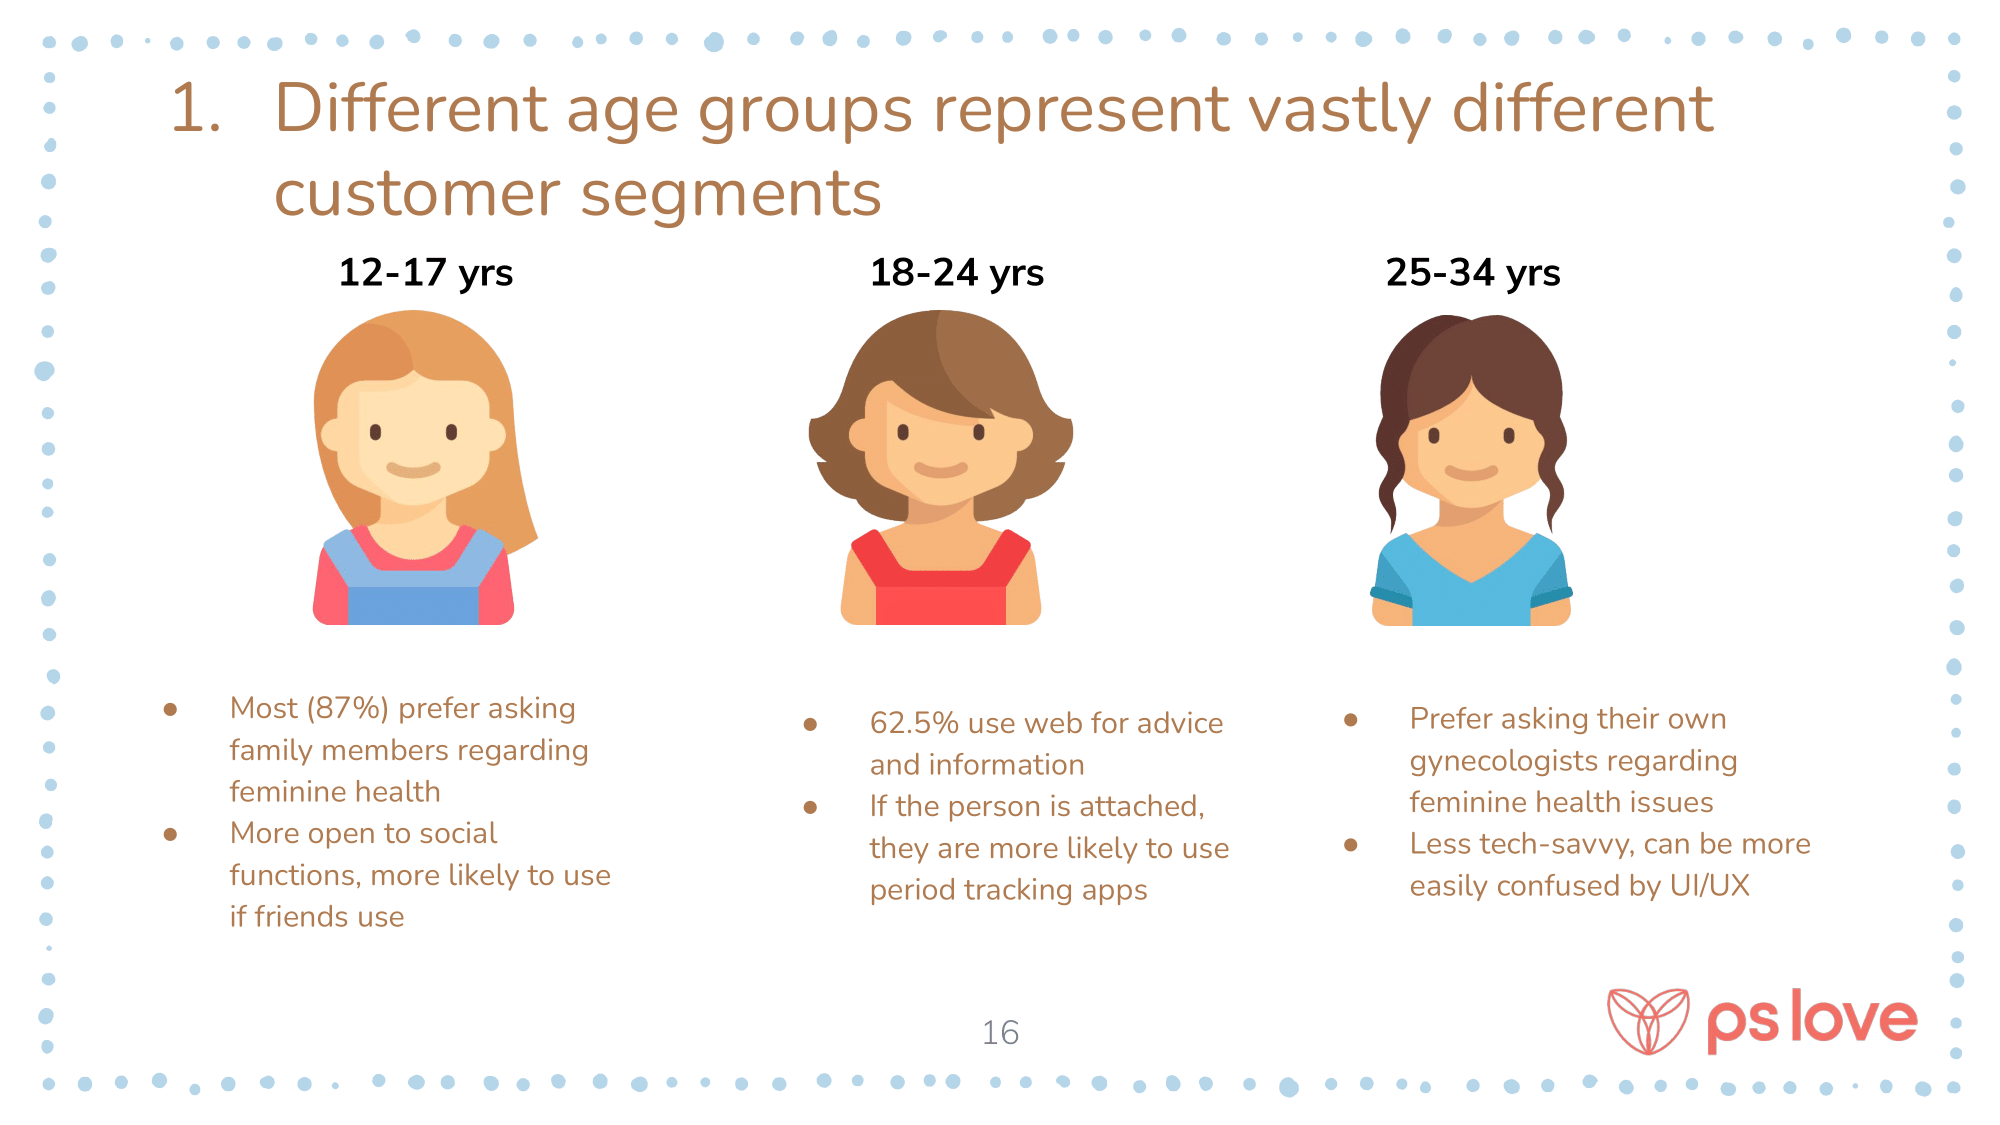 1. Different age groups represent vastly different
customer segments
12-17 yrs
18-24 yrs
25-34 yrs
● Most (87%) prefer asking
family members regarding
feminine health
● More open to social
functions, more likely to use
if friends use
● 62.5% use web for advice
and information
● If the person is attached,
they are more likely to use
period tracking apps
● Prefer asking their own
gynecologists regarding
feminine health issues
● Less tech-savvy, can be more
easily confused by UI/UX
16
ps love